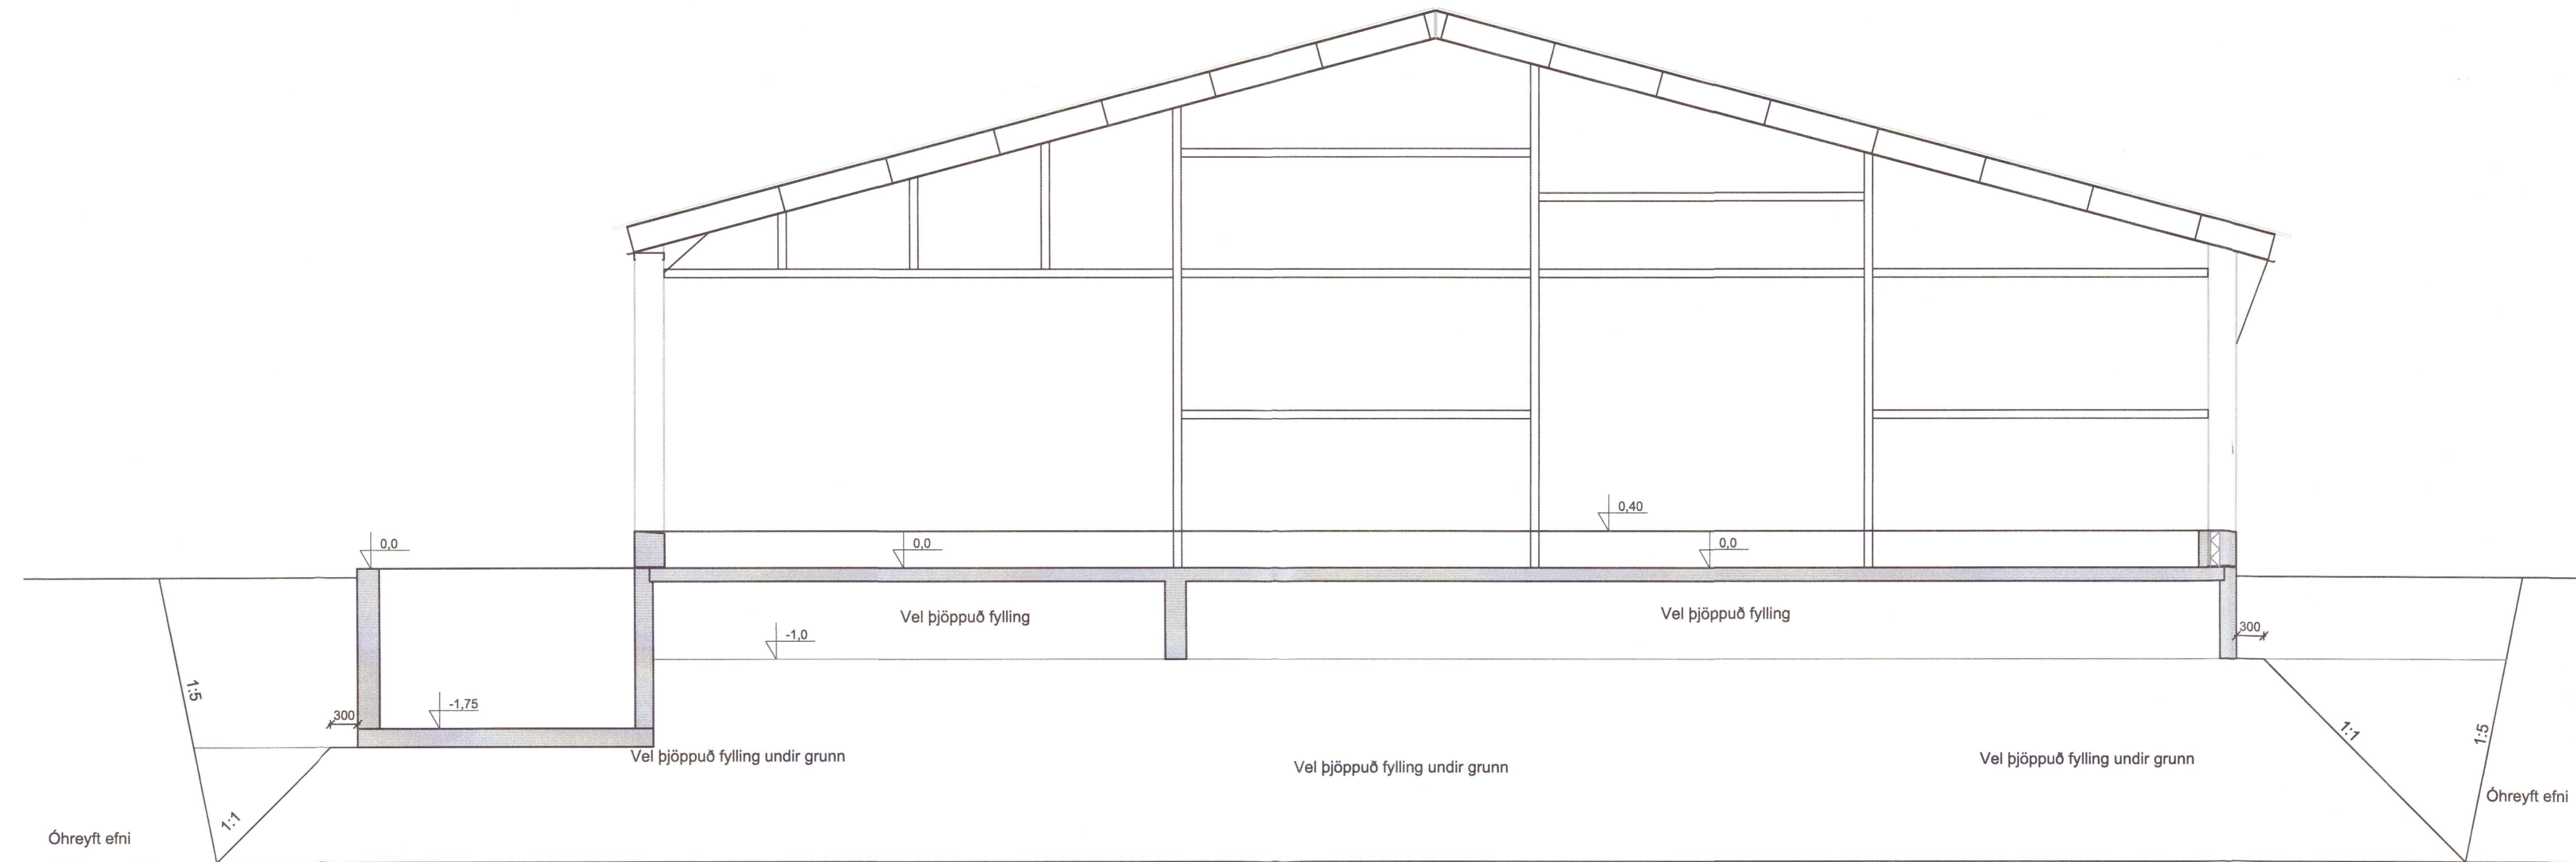 0,40
0,0
0,0
0,0
Vel þjöppuð fylling
Vel þjöppuð fylling
-1,0
300
1:5
-1,75
300
1:1
1:5
Vel þjöppuð fylling undir grunn
Vel þjöppuð fylling undir grunn
Vel þjöppuð fylling undir grunn
Óhreyft efni
1:1
Óhreyft efni